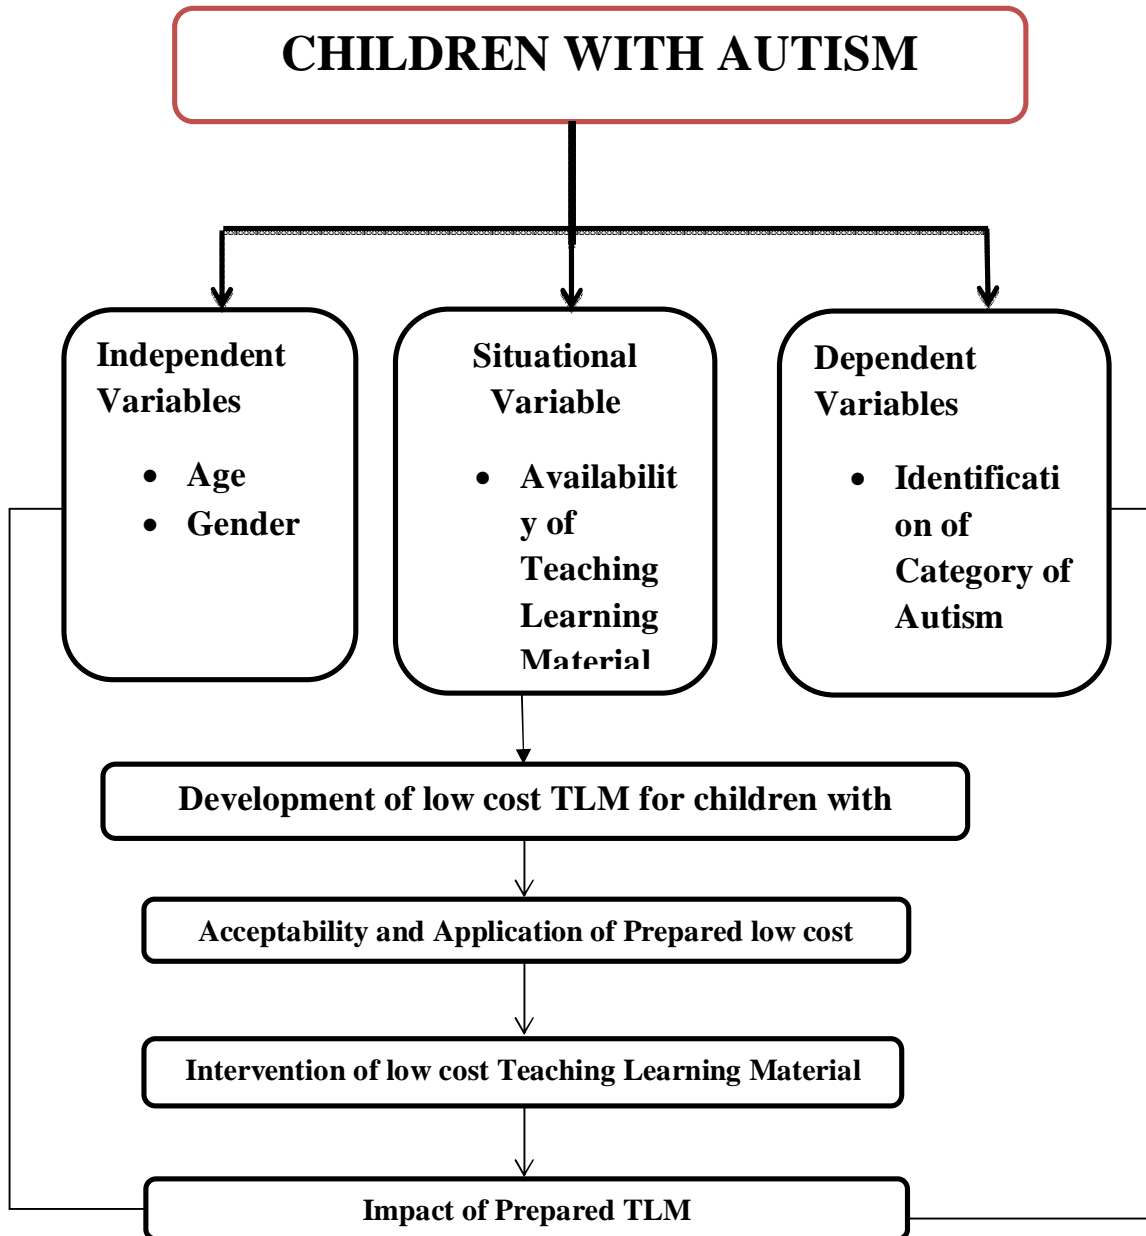 CHILDREN WITH AUTISM
Independent
Variables
• Age
• Gender
Situational
Variable
• Availabilit
y of
Teaching
Learning
Material
Dependent
Variables
• Identificati
on of
Category of
Autism
Development of low cost TLM for children with
Acceptability and Application of Prepared low cost
Intervention of low cost Teaching Learning Material
Impact of Prepared TLM